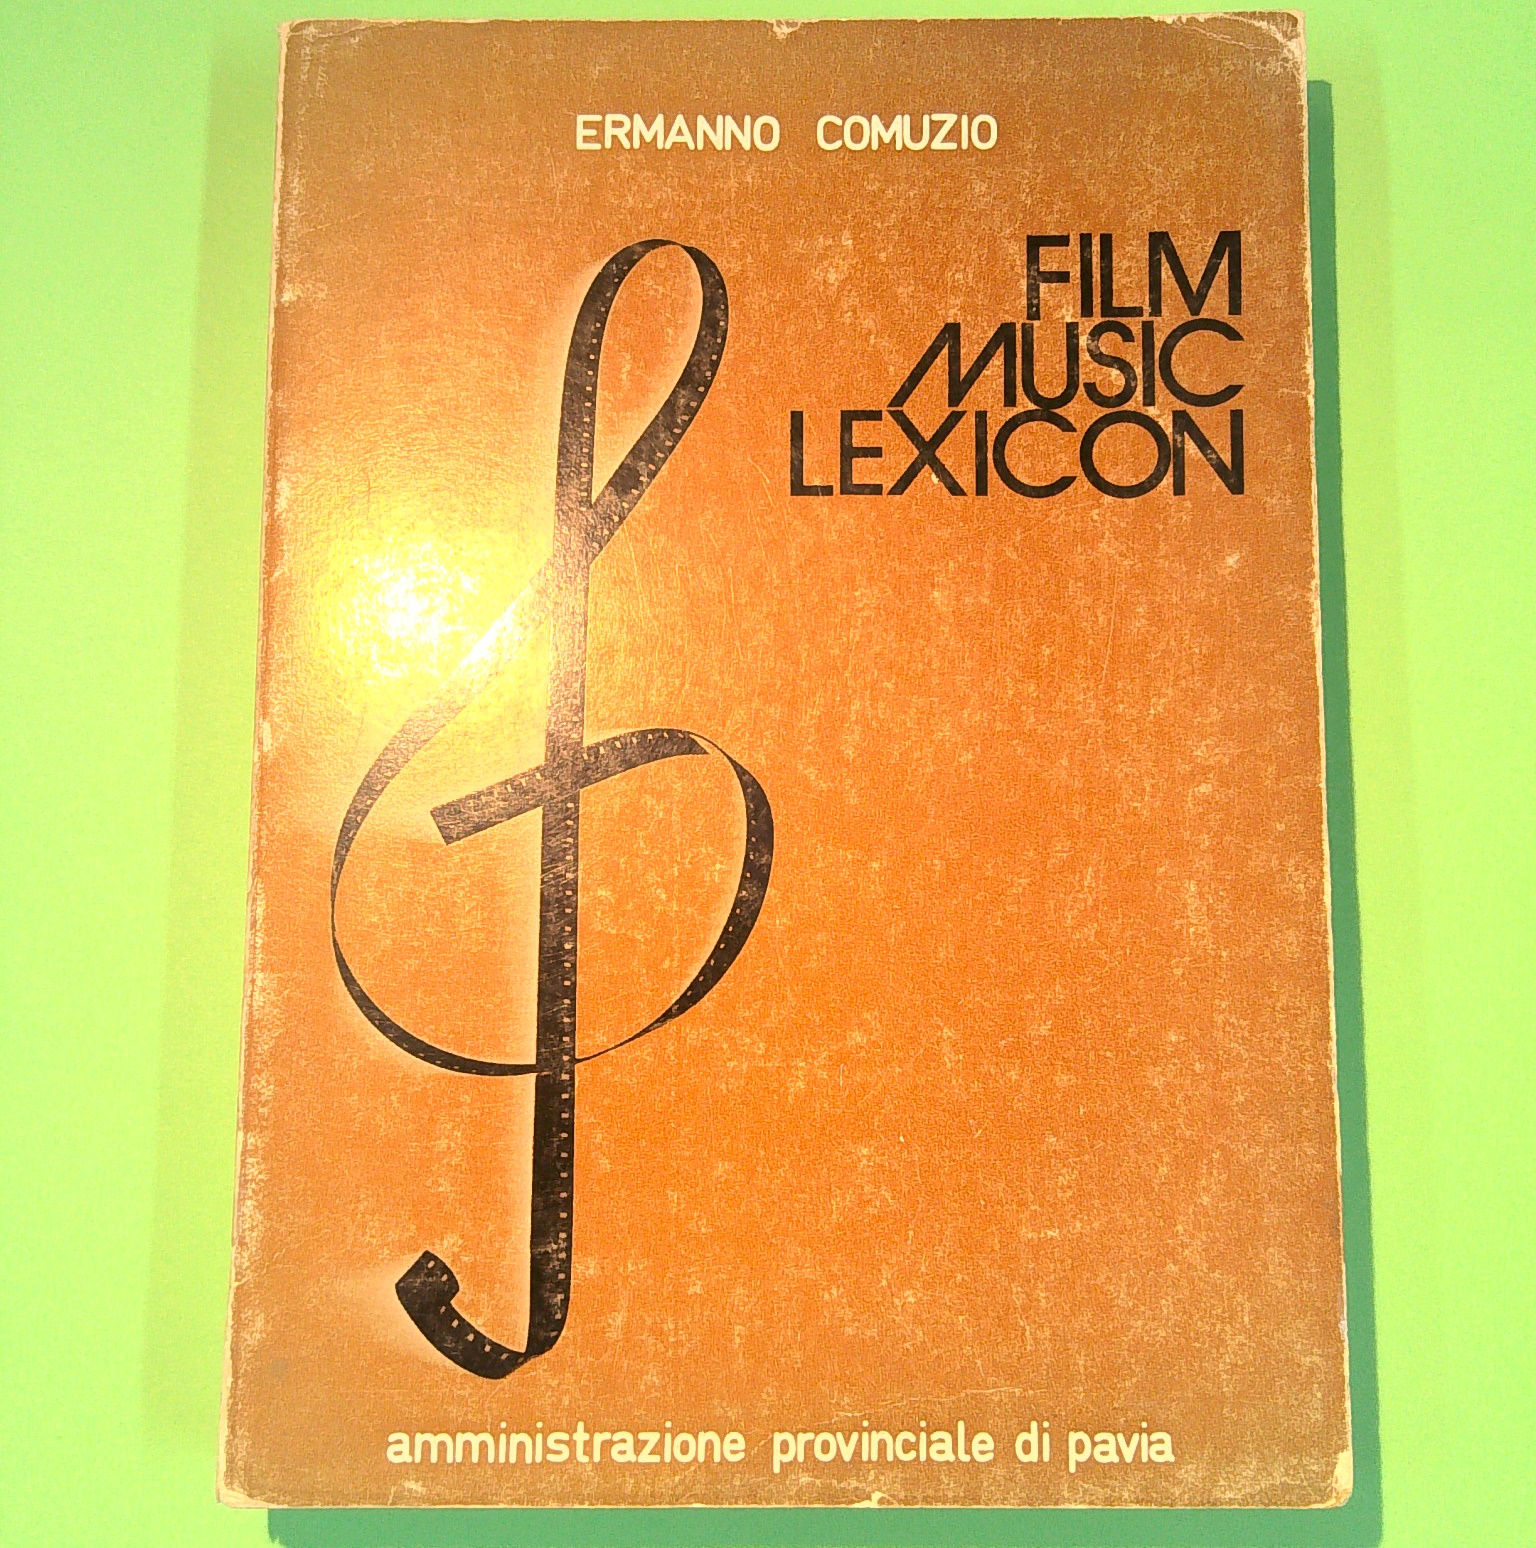 ERMANNO COMUZIO
FILM
MUSIC
LEXICON
amministrazione provinciale di pavia